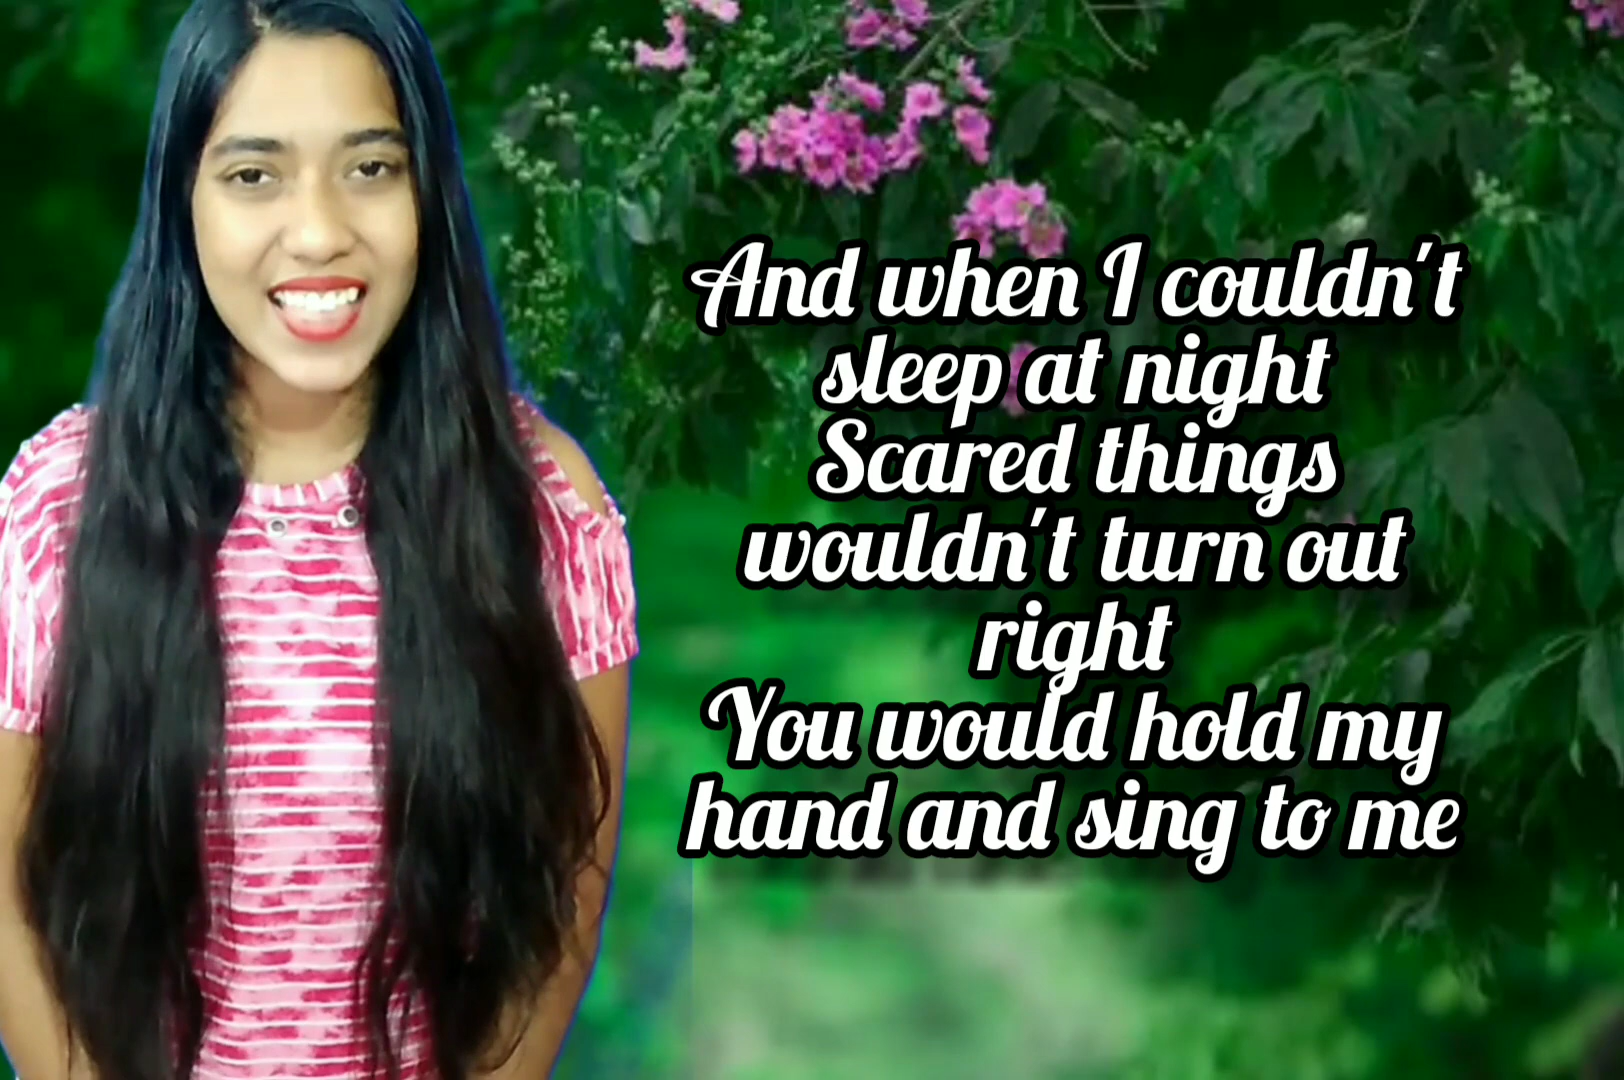 And when I couldn't
sleep at night
Scared things
wouldn't turn out
right
You would hold my
hand and sing to me